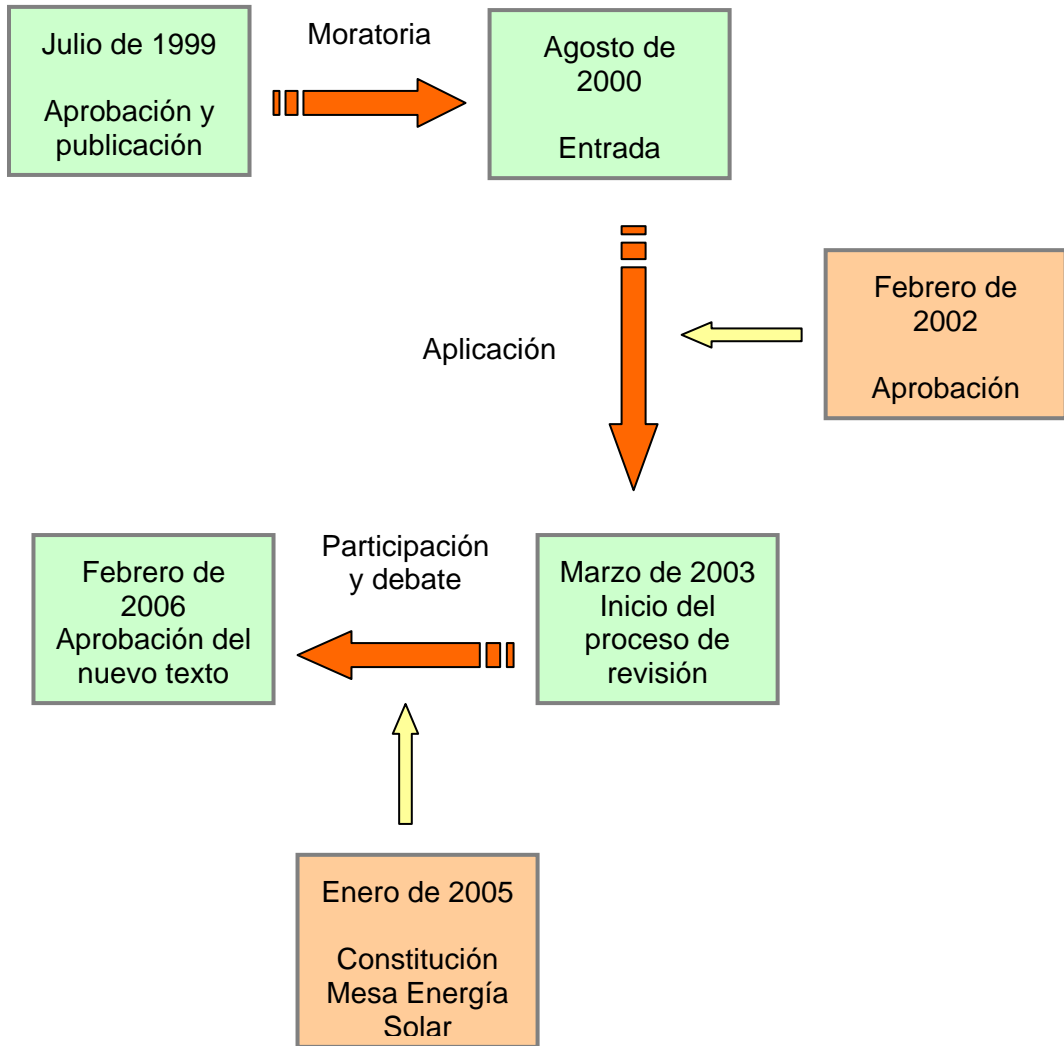 Julio de 1999
Aprobación y
publicación
Moratoria
Agosto de
2000
Entrada
Aplicación
Febrero de
2002
Aprobación
Marzo de 2003
Inicio del
proceso de
revisión
Participación
y debate
Febrero de
2006
Aprobación del
nuevo texto
Enero de 2005
Constitución
Mesa Energía
Solar